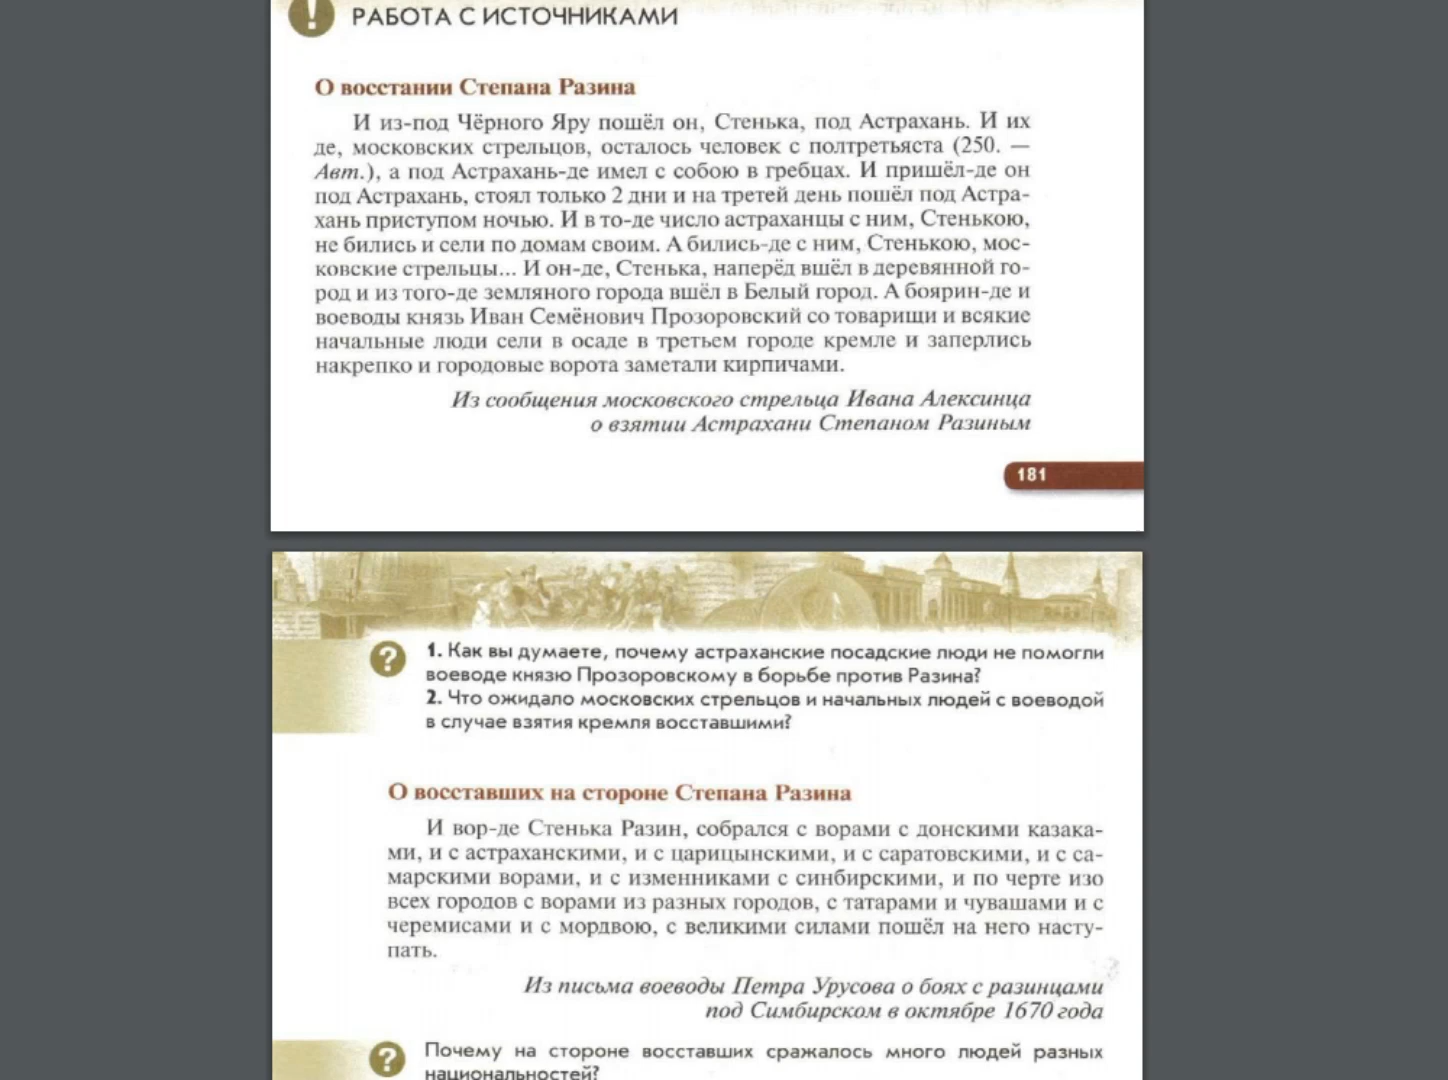 РАБОТА С ИСТОЧНИКАМИ
О восстании Степана Разина
И из-под Чёрного Яру пошёл он, Стенька, под Астрахань. И их
де, московских стрельцов, осталось человек с полтретьяста (250. —
Авт.), а под Астрахань-де имел с собою в гребцах. И пришёл-де он
под Астрахань, стоял только 2 дни и на третей день пошёл под Астра-
хань приступом ночью. И в то-де число астраханцы с ним, Стенькою,
не бились и сели по домам своим. А бились-де с ним, Стенькою, мос-
ковские стрельцы... И он-де, Стенька, наперёд вшёл в деревянной го-
род и из того-де земляного города вшёл в Белый город. А боярин-де и
воеводы князь Иван Семёнович Прозоровский со товарищи и всякие
начальные люди сели в осаде в третьем городе кремле и заперлись
накрепко и городовые ворота заметали кирпичами.
Из сообщения московского стрельца Ивана Алексинца
о взятии Астрахани Степаном Разиным
181
1. Как вы думаете, почему астраханские посадские люди не помогли
воеводе князю Прозоровскому в борьбе против Разина?
2. Что ожидало московских стрельцов и начальных людей с воеводой
в случае взятия кремля восставшими?
О восставших на стороне Степана Разина
И вор-де Стенька Разин, собрался с ворами с донскими казака-
ми, и с астраханскими, и с царицынскими, и с саратовскими, и с са-
марскими ворами, и с изменниками с синбирскими, и по черте изо
всех городов с ворами из разных городов, с татарами и чувашами и с
черемисами и с мордвою, с великими силами пошёл на него насту-
пать.
Из письма воеводы Петра Урусова о боях с разинцами
под Симбирском в октябре 1670 года
Почему на стороне восставших сражалось много людей разных
национальностей?